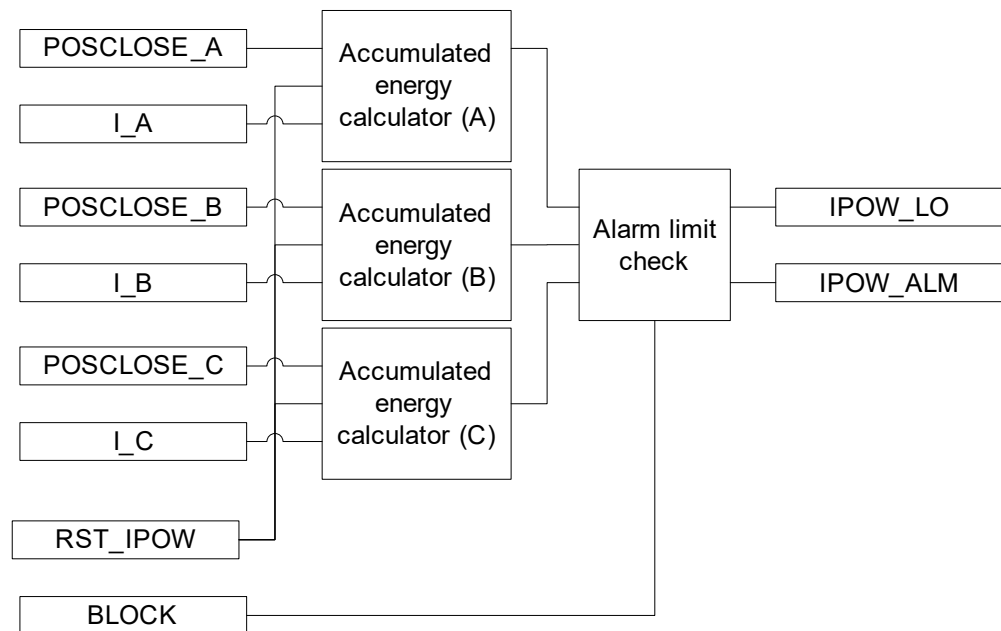 POSCLOSE_A
I_A
POSCLOSE_B
I_B
POSCLOSE_C
I_C
RST_IPOW
BLOCK
Accumulated
energy
calculator (A)
Accumulated
energy
calculator (B)
Accumulated
energy
calculator (C)
Alarm limit
check
IPOW_LO
IPOW_ALM